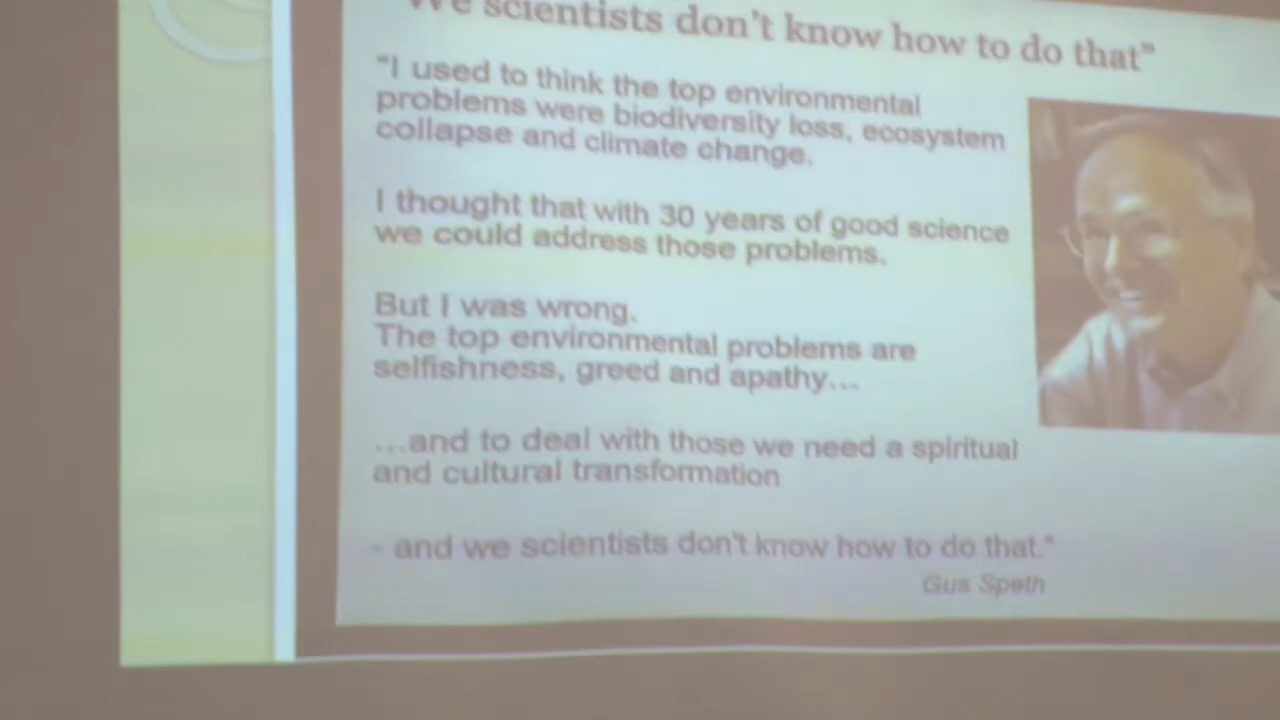 "We scientists don't know how to do that"
"I used to think the top environmental
problems were biodiversity loss, ecosystem
collapse and climate change.
I thought that with 30 years of good science
we could address those problems.
But I was wrong.
The top environmental problems are
selfishness, greed and apathy...
...and to deal with those we need a spiritual
and cultural transformation
- and we scientists don't know how to do that."
Gus Speth